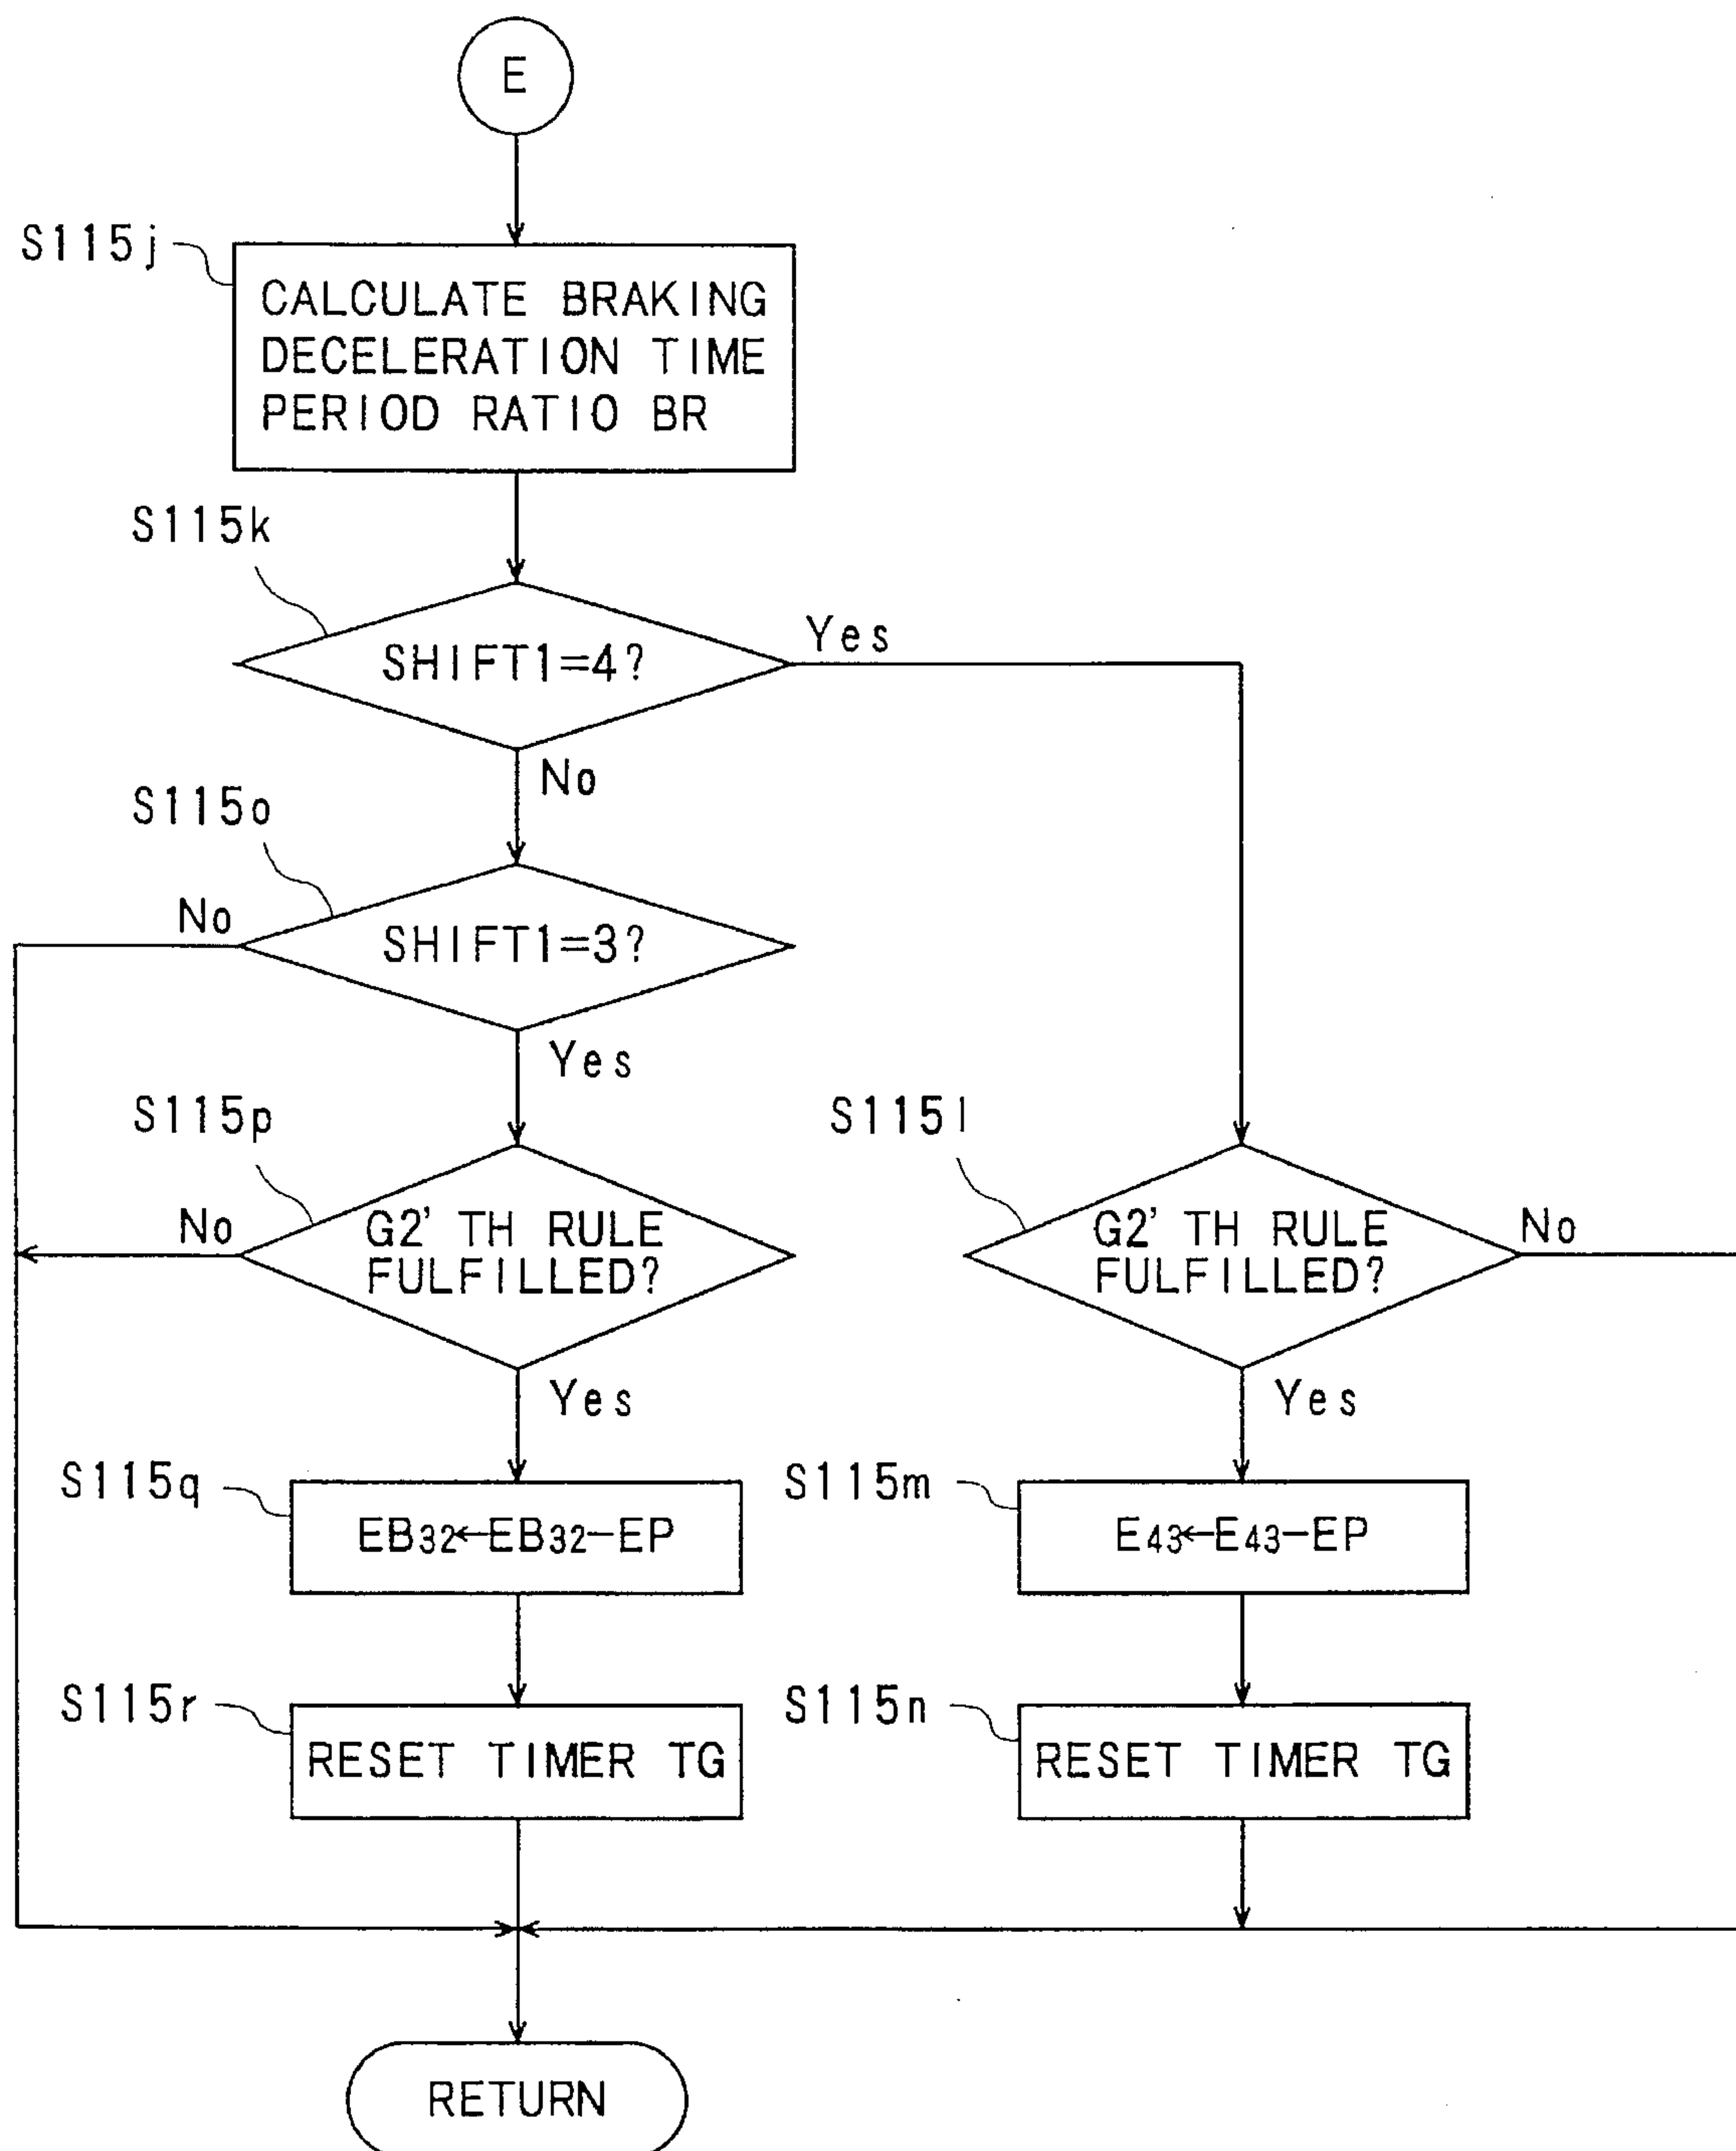 E
S115j
CALCULATE BRAKING
DECELERATION TIME
PERIOD RATIO BR
S115k
SHIFT1=4?
Yes
No
S115o
No
SHIFT1=3?
Yes
S115p
No
G2' TH RULE
FULFILLED?
Yes
S115l
G2' TH RULE
FULFILLED?
No
Yes
S115q
EB32←EB32−EP
S115m
E43←E43−EP
S115r
RESET TIMER TG
S115n
RESET TIMER TG
RETURN